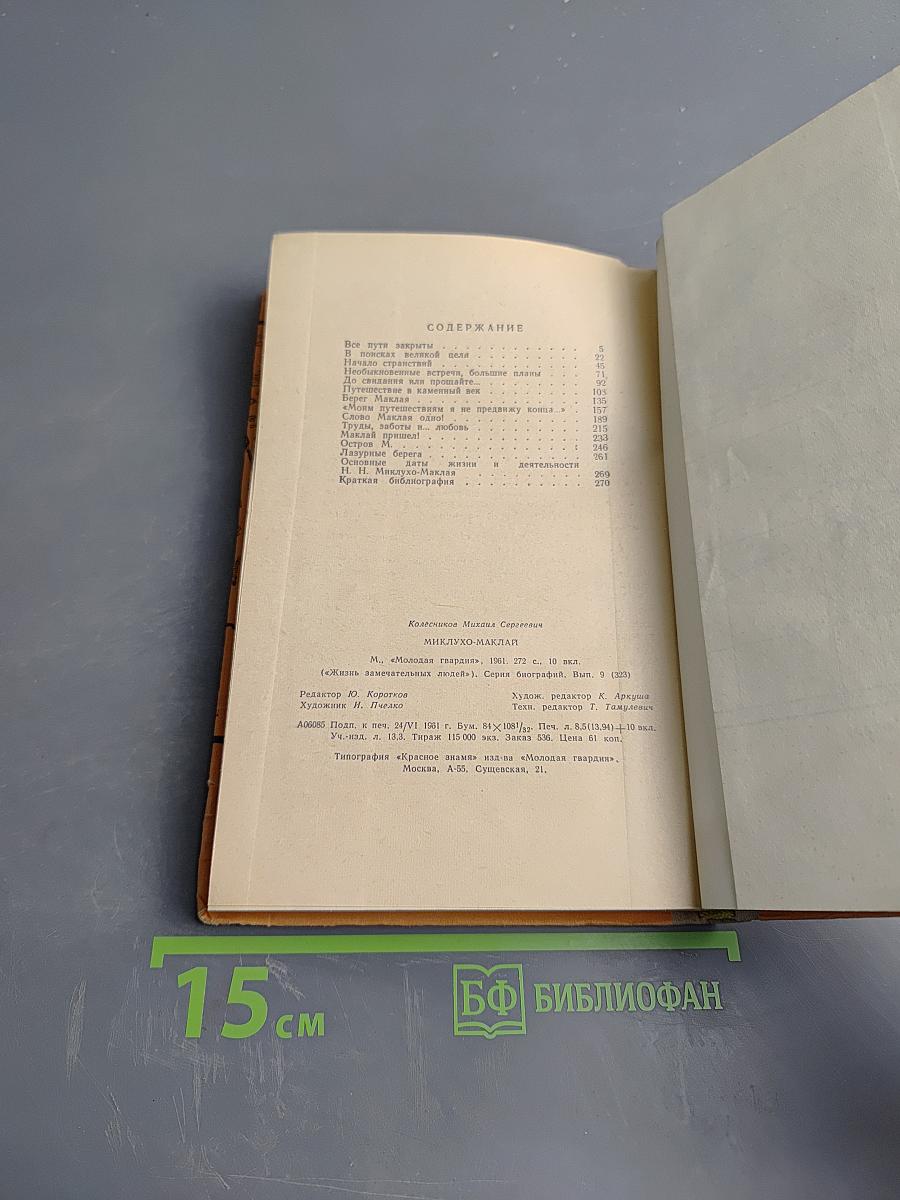 СОДЕРЖАНИЕ
Все пути закрыты . . . . . . . . . . . . 5
В поисках великой цели . . . . . . . . . 22
Начало странствий . . . . . . . . . . . 45
Необыкновенные встречи, большие планы . . . 71
До свидания или прощайте... . . . . . . . . 92
Путешествие в каменный век . . . . . . . . 103
Берег Маклая . . . . . . . . . . . . . 135
«Моим путешествиям я не предвижу конца...» . 157
Слово Маклая одно! . . . . . . . . . . . 189
Труды, заботы и... любовь . . . . . . . . . 215
Маклай пришел! . . . . . . . . . . . . 233
Остров М. . . . . . . . . . . . . . . 246
Лазурные берега . . . . . . . . . . . . 261
Основные даты жизни и деятельности
Н. Н. Миклухо-Маклая . . . . . . . . . . 269
Краткая библиография . . . . . . . . . . 270
Колесников Михаил Сергеевич
МИКЛУХО-МАКЛАЙ
М., «Молодая гвардия», 1961. 272 с., 10 вкл.
(«Жизнь замечательных людей»). Серия биографий. Вып. 9 (323)
Редактор Ю. Коротков Худож. редактор К. Аркуша
Художник И. Пчелко Техн. редактор Т. Тамулевич
А06085 Подп. к печ. 24/VI 1961 г. Бум. 84×108 1/32. Печ. л. 8,5(13,94)+10 вкл.
Уч.-изд. л. 13,3. Тираж 115 000 экз. Заказ 536. Цена 61 коп.
Типография «Красное знамя» изд-ва «Молодая гвардия».
Москва, А-55, Сущевская, 21.
15 см
БФ БИБЛИОФАН